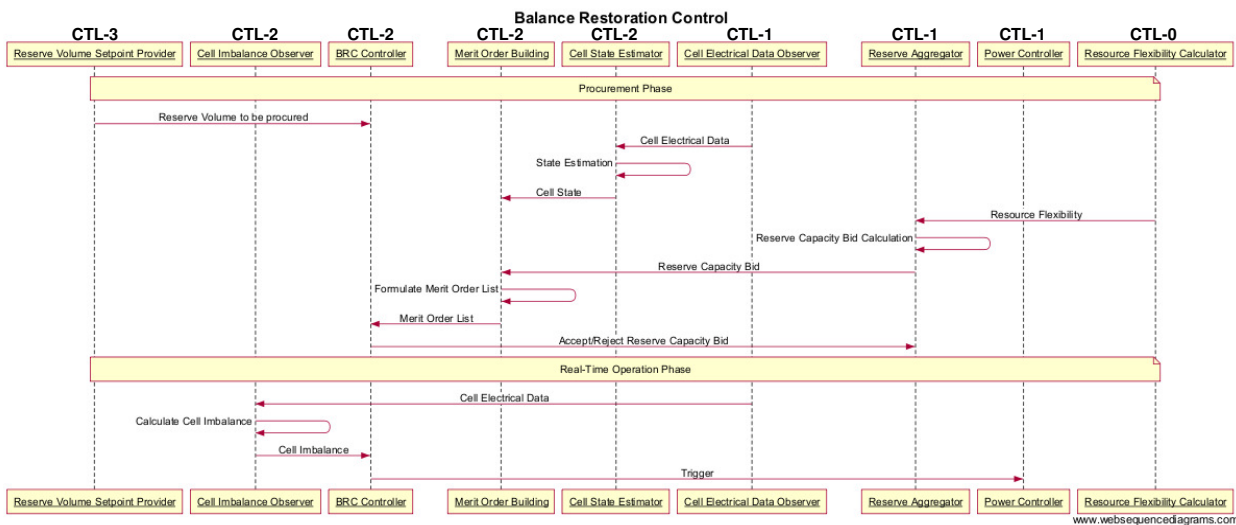 Balance Restoration Control
CTL-3 CTL-2 CTL-2 CTL-2 CTL-2 CTL-1 CTL-1 CTL-1 CTL-0
Reserve Volume Setpoint Provider Cell Imbalance Observer BRC Controller Merit Order Building Cell State Estimator Cell Electrical Data Observer Reserve Aggregator Power Controller Resource Flexibility Calculator
Procurement Phase
Reserve Volume to be procured
Cell Electrical Data
State Estimation
Cell State
Resource Flexibility
Reserve Capacity Bid Calculation
Reserve Capacity Bid
Formulate Merit Order List
Merit Order List
Accept/Reject Reserve Capacity Bid
Real-Time Operation Phase
Cell Electrical Data
Calculate Cell Imbalance
Cell Imbalance
Trigger
Reserve Volume Setpoint Provider Cell Imbalance Observer BRC Controller Merit Order Building Cell State Estimator Cell Electrical Data Observer Reserve Aggregator Power Controller Resource Flexibility Calculator
www.websequencediagrams.com